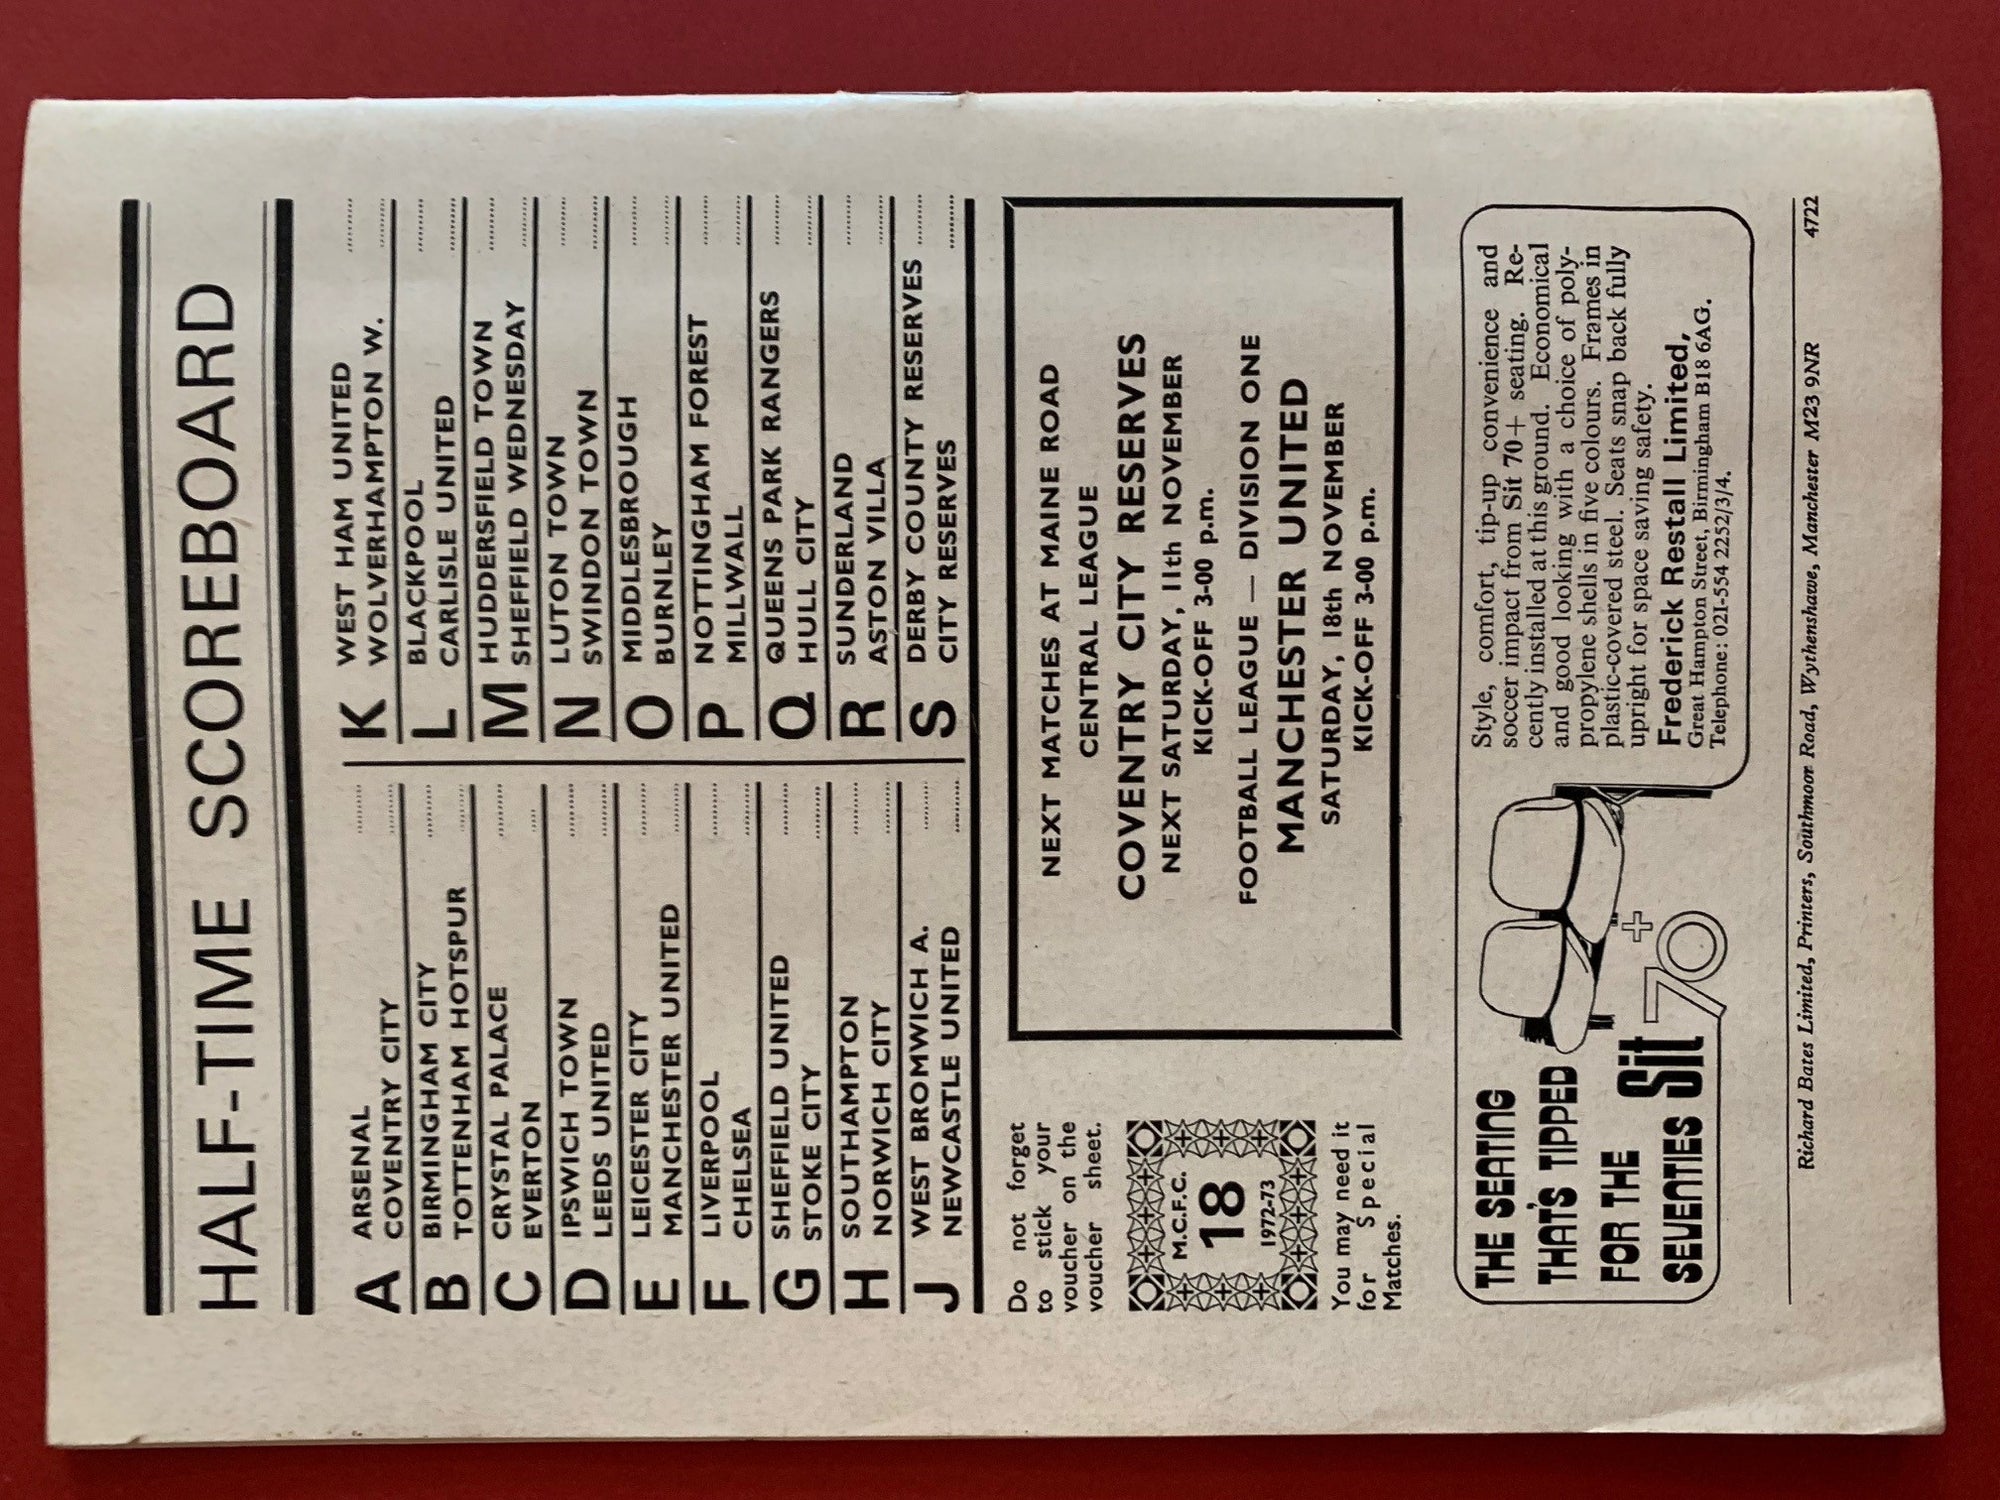 HALF-TIME SCOREBOARD
A ARSENAL ..........
COVENTRY CITY ..........
B BIRMINGHAM CITY ..........
TOTTENHAM HOTSPUR ..........
C CRYSTAL PALACE ..........
EVERTON ..........
D IPSWICH TOWN ..........
LEEDS UNITED ..........
E LEICESTER CITY ..........
MANCHESTER UNITED ..........
F LIVERPOOL ..........
CHELSEA ..........
G SHEFFIELD UNITED ..........
STOKE CITY ..........
H SOUTHAMPTON ..........
NORWICH CITY ..........
J WEST BROMWICH A. ..........
NEWCASTLE UNITED ..........
K WEST HAM UNITED ..........
WOLVERHAMPTON W. ..........
L BLACKPOOL ..........
CARLISLE UNITED ..........
M HUDDERSFIELD TOWN ..........
SHEFFIELD WEDNESDAY ..........
N LUTON TOWN ..........
SWINDON TOWN ..........
O MIDDLESBROUGH ..........
BURNLEY ..........
P NOTTINGHAM FOREST ..........
MILLWALL ..........
Q QUEENS PARK RANGERS ..........
HULL CITY ..........
R SUNDERLAND ..........
ASTON VILLA ..........
S DERBY COUNTY RESERVES ..........
CITY RESERVES ..........
Do not forget
to stick your
voucher on the
voucher sheet.
M.C.F.C.
18
1972-73
You may need it
for Special
Matches.
NEXT MATCHES AT MAINE ROAD
CENTRAL LEAGUE
COVENTRY CITY RESERVES
NEXT SATURDAY, 11th NOVEMBER
KICK-OFF 3-00 p.m.
FOOTBALL LEAGUE — DIVISION ONE
MANCHESTER UNITED
SATURDAY, 18th NOVEMBER
KICK-OFF 3-00 p.m.
THE SEATING
THAT'S TIPPED
FOR THE
SEVENTIES Sit 70+
Style, comfort, tip-up convenience and
soccer impact from Sit 70+ seating. Re-
cently installed at this ground. Economical
and good looking with a choice of poly-
propylene shells in five colours. Frames in
plastic-covered steel. Seats snap back fully
upright for space saving safety.
Frederick Restall Limited,
Great Hampton Street, Birmingham B18 6AG.
Telephone: 021-554 2252/3/4.
Richard Bates Limited, Printers, Southmoor Road, Wythenshawe, Manchester M23 9NR 4722